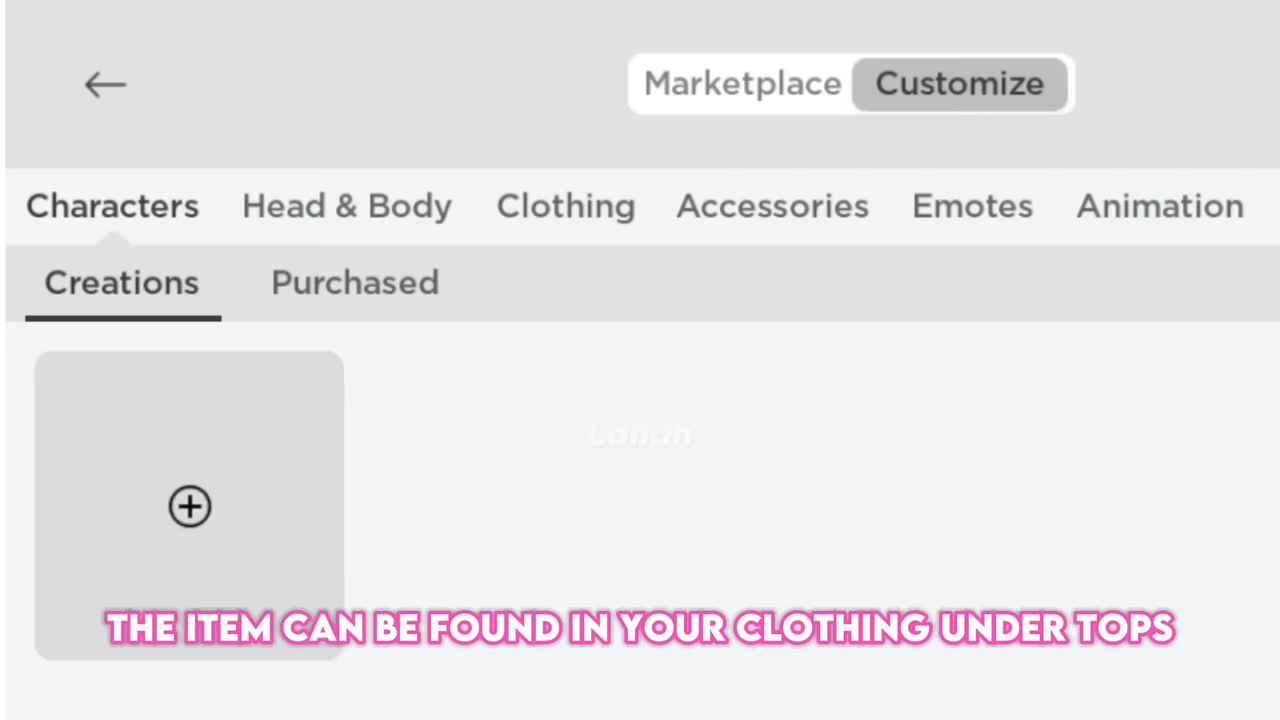 Marketplace Customize
Characters Head & Body Clothing Accessories Emotes Animation
Creations Purchased
Lanah
THE ITEM CAN BE FOUND IN YOUR CLOTHING UNDER TOPS